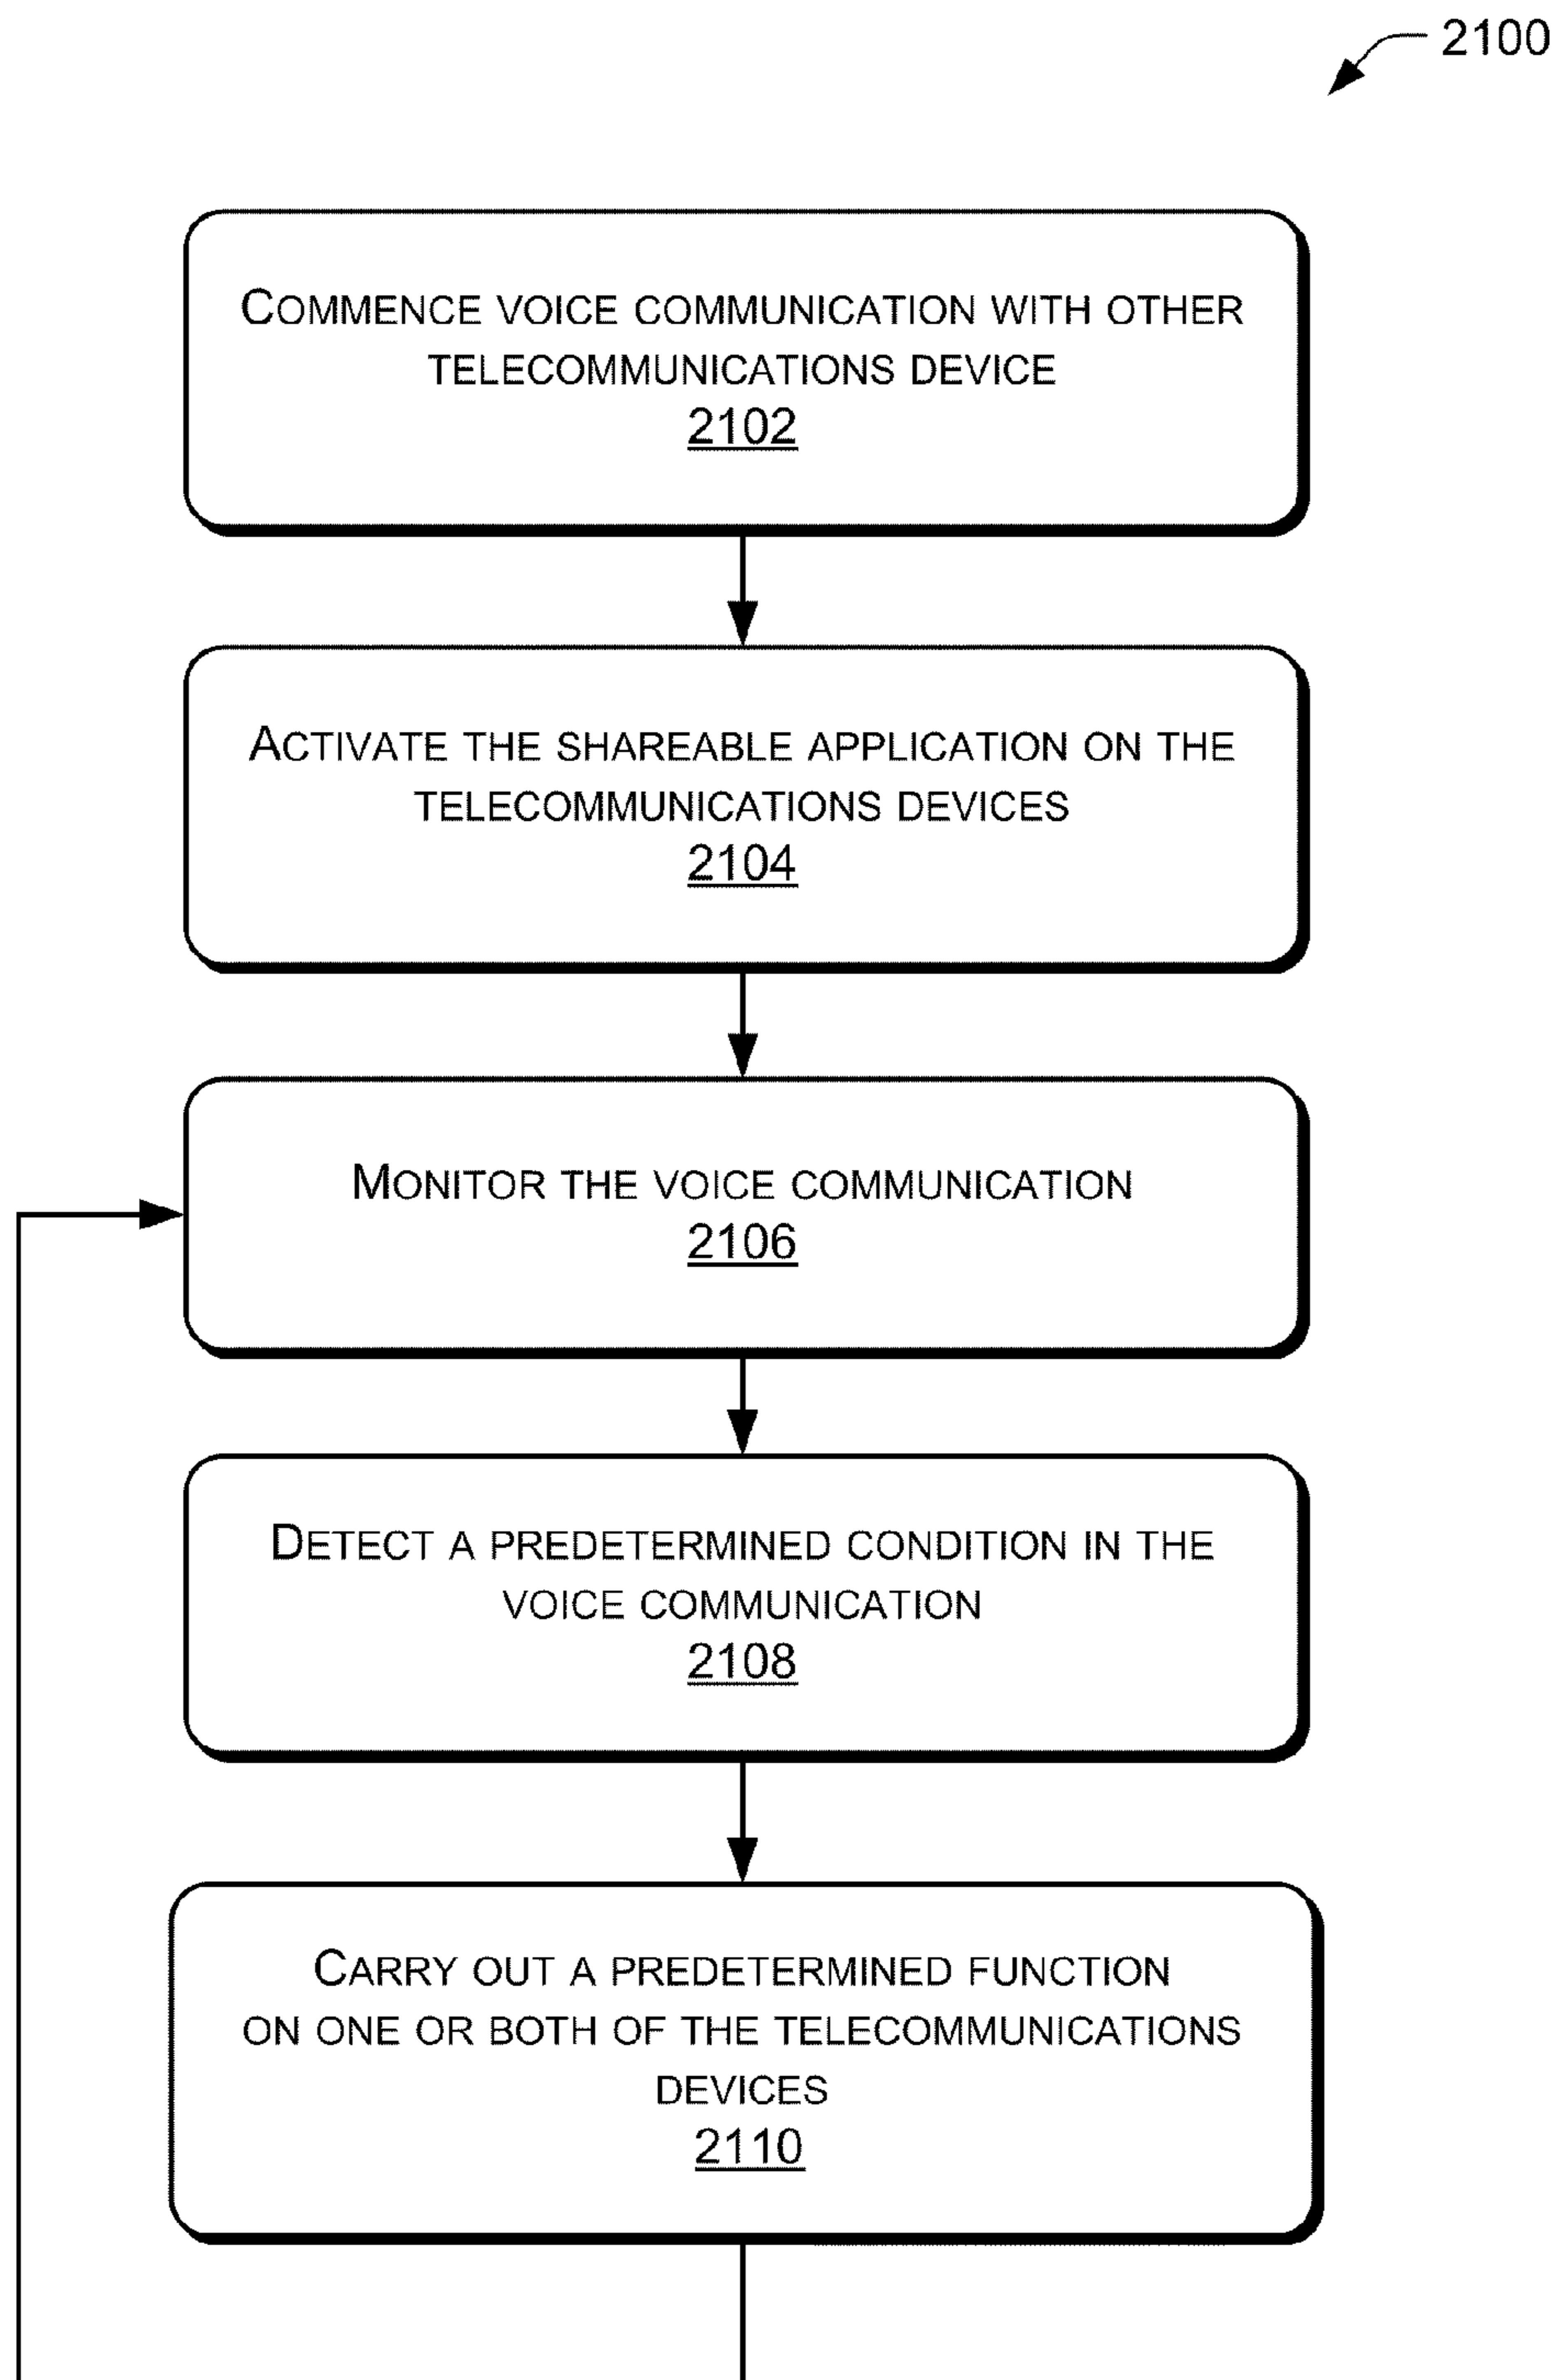 2100
COMMENCE VOICE COMMUNICATION WITH OTHER
TELECOMMUNICATIONS DEVICE
2102
ACTIVATE THE SHAREABLE APPLICATION ON THE
TELECOMMUNICATIONS DEVICES
2104
MONITOR THE VOICE COMMUNICATION
2106
DETECT A PREDETERMINED CONDITION IN THE
VOICE COMMUNICATION
2108
CARRY OUT A PREDETERMINED FUNCTION
ON ONE OR BOTH OF THE TELECOMMUNICATIONS
DEVICES
2110